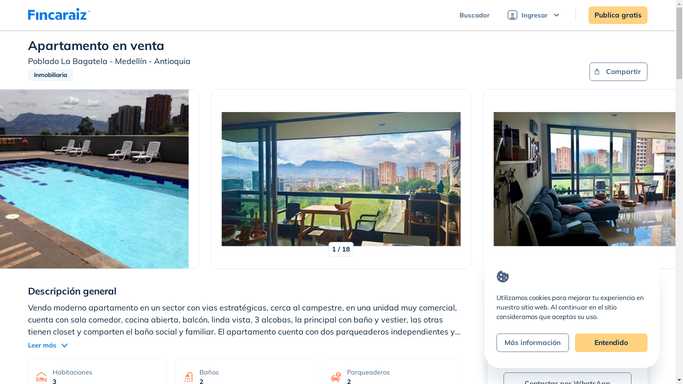 Fincaraiz
Buscador
Ingresar
Publica gratis
Apartamento en venta
Poblado La Bagatela - Medellín - Antioquia
Inmobiliaria
Compartir
1 / 18
Descripción general
Vendo moderno apartamento en un sector con vias estratégicas, cerca al campestre, en una unidad muy comercial,
cuenta con sala comedor, cocina abierta, balcón, linda vista, 3 alcobas, la principal con baño y vestier, las otras
tienen closet y comparten el baño social y familiar. El apartamento cuenta con dos parqueaderos independientes y...
Leer más
Habitaciones
3
Baños
2
Parqueaderos
2
Utilizamos cookies para mejorar tu experiencia en
nuestro sitio web. Al continuar en el sitio
consideramos que aceptas su uso.
Más información
Entendido
Contactar por WhatsApp